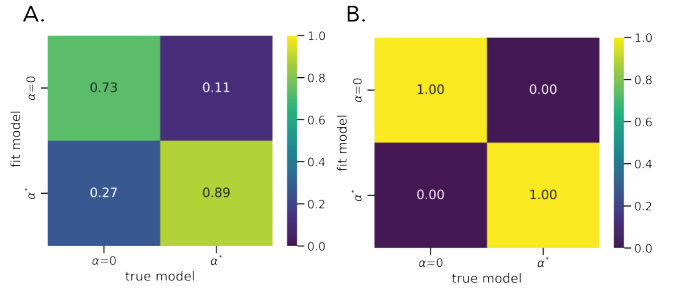 A.
fit model
α=0
α*
0.73
0.11
0.27
0.89
α=0
α*
true model
1.0
0.8
0.6
0.4
0.2
0.0
B.
fit model
α=0
α*
1.00
0.00
0.00
1.00
α=0
α*
true model
1.0
0.8
0.6
0.4
0.2
0.0